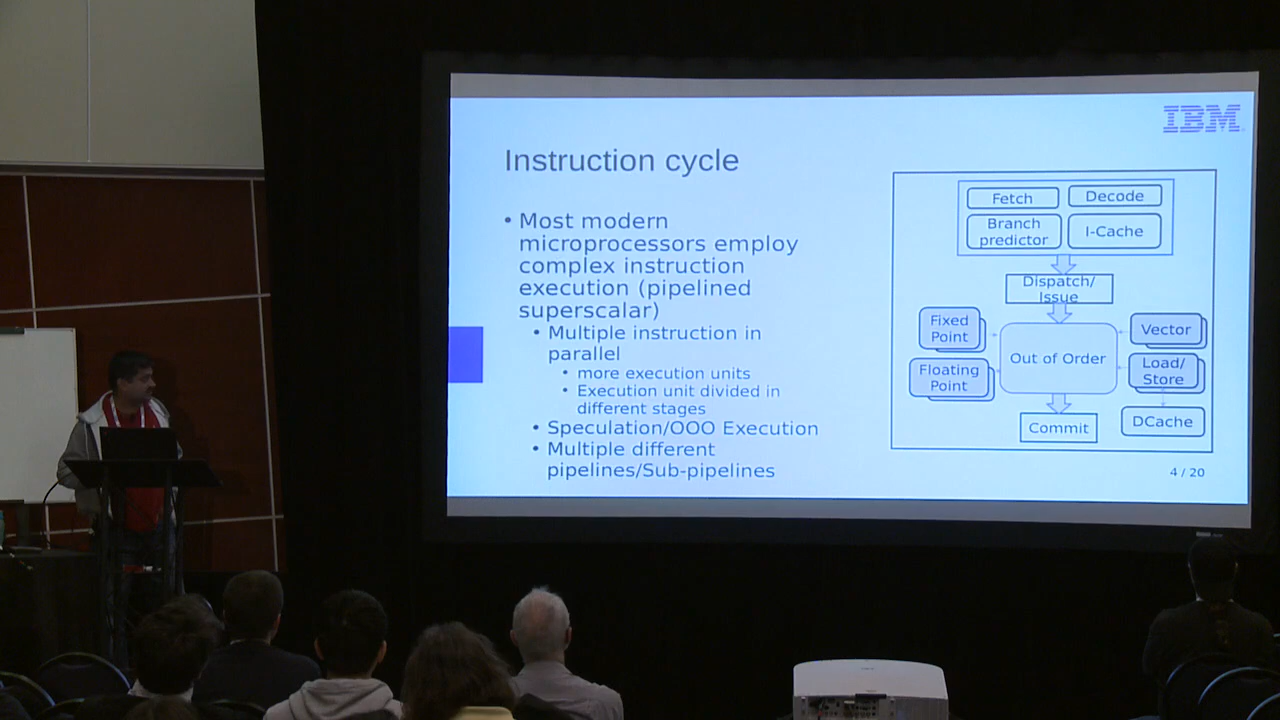 IBM
Instruction cycle
• Most modern
microprocessors employ
complex instruction
execution (pipelined
superscalar)
• Multiple instruction in
parallel
• more execution units
• Execution unit divided in
different stages
• Speculation/OOO Execution
• Multiple different
pipelines/Sub-pipelines
Fetch
Decode
Branch
predictor
I-Cache
Dispatch/
Issue
Fixed
Point
Floating
Point
Out of Order
Vector
Load/
Store
Commit
DCache
4 / 20